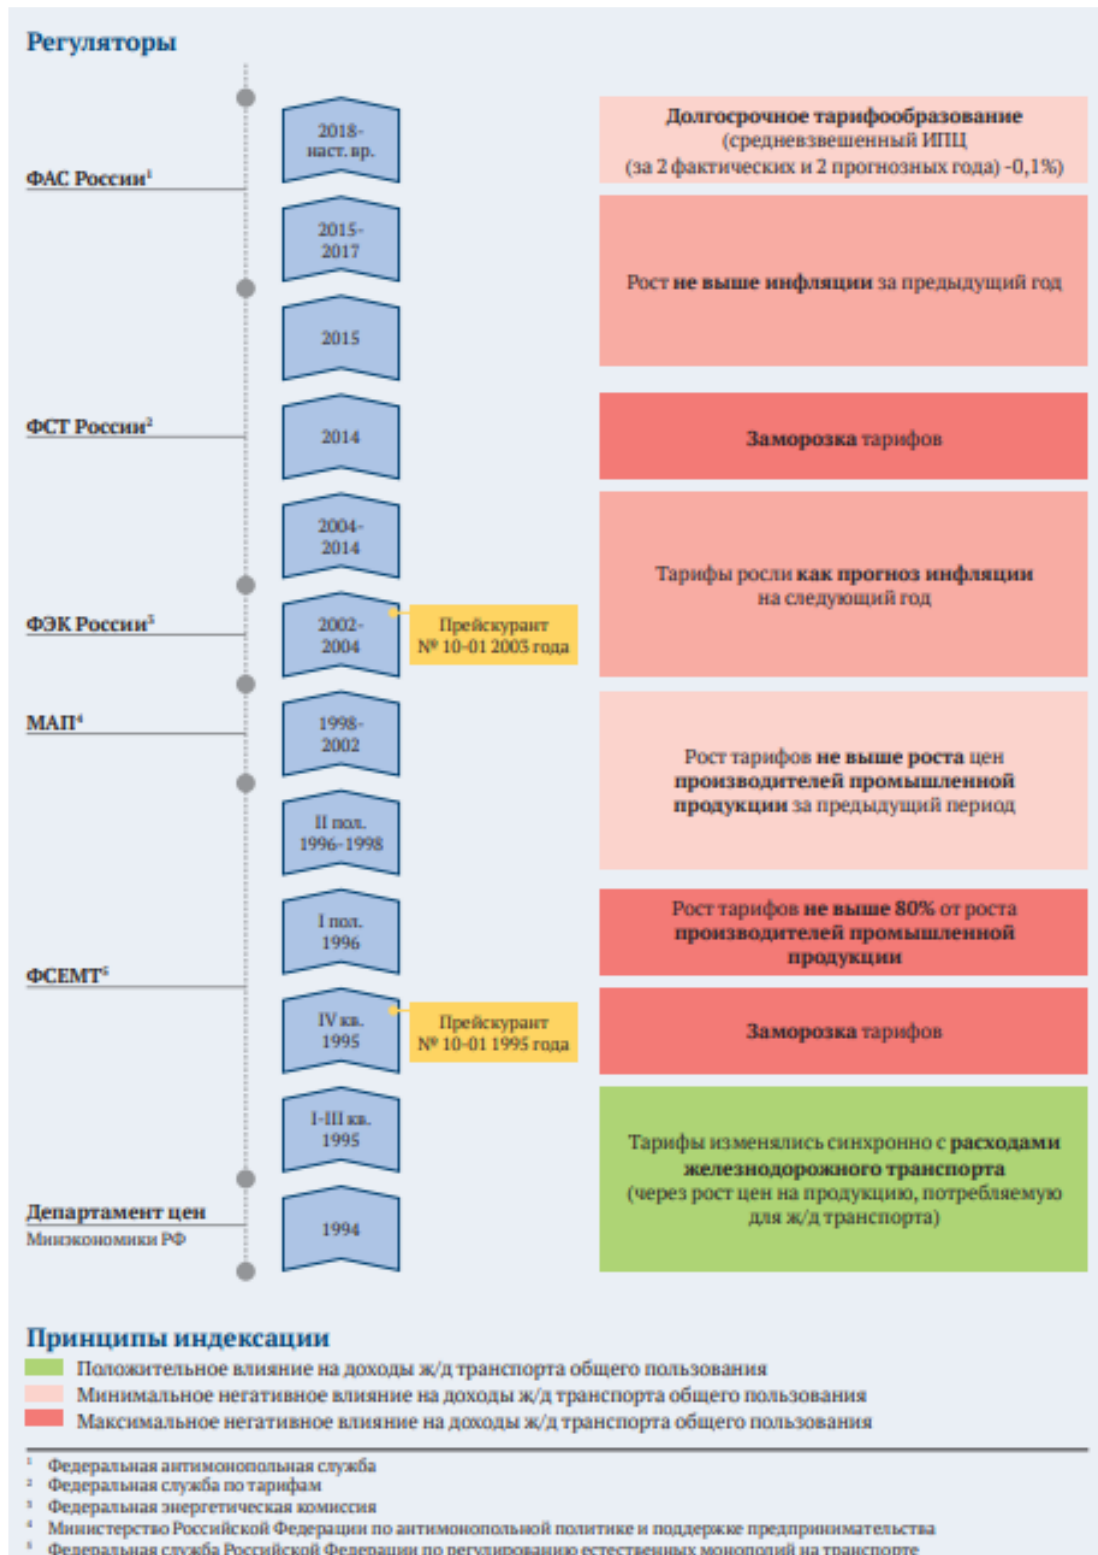 Регуляторы
2018-
наст. вр.
Долгосрочное тарифообразование
(средневзвешенный ИПЦ
(за 2 фактических и 2 прогнозных года) -0,1%)
ФАС России¹
2015-
2017
Рост не выше инфляции за предыдущий год
2015
ФСТ России²
2014
Заморозка тарифов
2004-
2014
Тарифы росли как прогноз инфляции
на следующий год
ФЭК России³
2002-
2004
Прейскурант
№ 10-01 2003 года
МАП⁴
1998-
2002
Рост тарифов не выше роста цен
производителей промышленной
продукции за предыдущий период
II пол.
1996-1998
I пол.
1996
Рост тарифов не выше 80% от роста
производителей промышленной
продукции
ФСЕМТ⁵
IV кв.
1995
Прейскурант
№ 10-01 1995 года
Заморозка тарифов
I-III кв.
1995
Тарифы изменялись синхронно с расходами
железнодорожного транспорта
(через рост цен на продукцию, потребляемую
для ж/д транспорта)
Департамент цен
Минэкономики РФ
1994
Принципы индексации
Положительное влияние на доходы ж/д транспорта общего пользования
Минимальное негативное влияние на доходы ж/д транспорта общего пользования
Максимальное негативное влияние на доходы ж/д транспорта общего пользования
¹ Федеральная антимонопольная служба
² Федеральная служба по тарифам
³ Федеральная энергетическая комиссия
⁴ Министерство Российской Федерации по антимонопольной политике и поддержке предпринимательства
⁵ Федеральная служба Российской Федерации по регулированию естественных монополий на транспорте